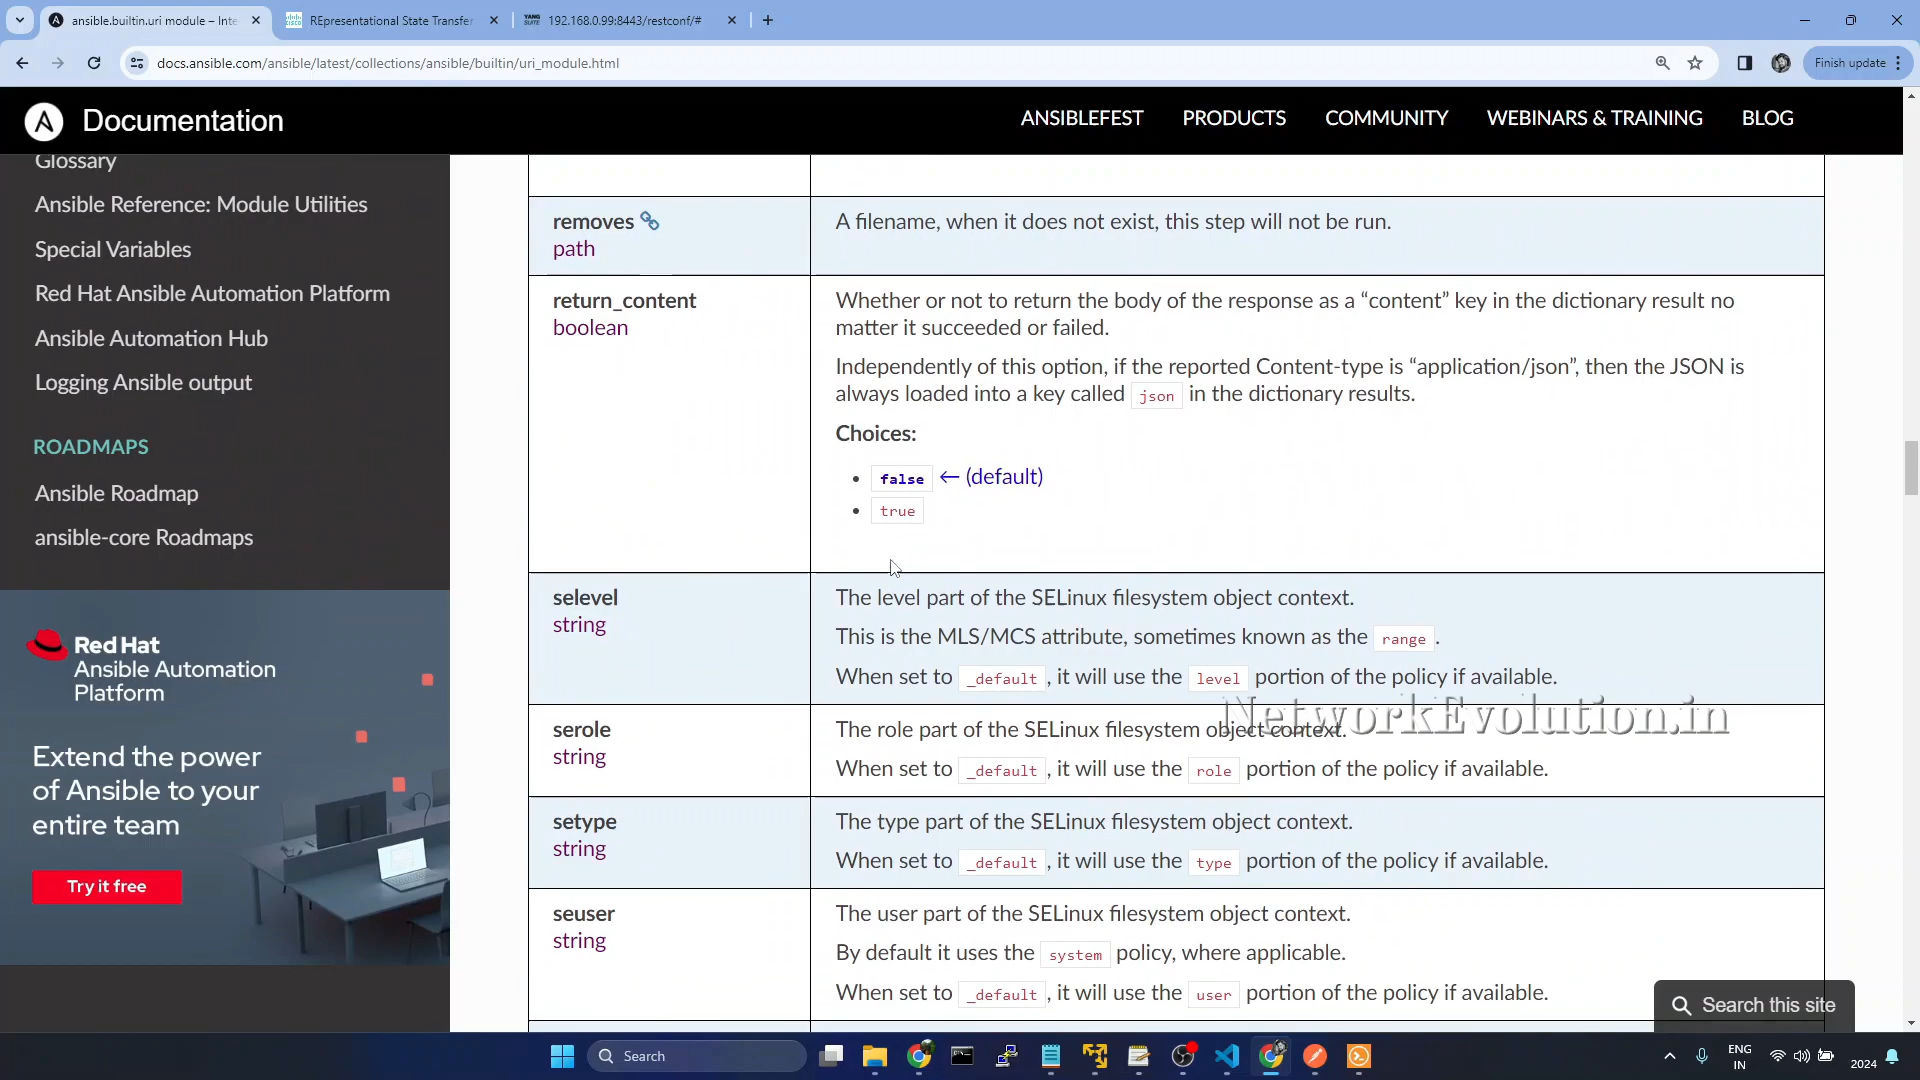 ansible.builtin.uri module – Inte
REpresentational State Transfer
YANG SUITE 192.168.0.99:8443/restconf/#
docs.ansible.com/ansible/latest/collections/ansible/builtin/uri_module.html
Finish update
Documentation
ANSIBLEFEST PRODUCTS COMMUNITY WEBINARS & TRAINING BLOG
Glossary
Ansible Reference: Module Utilities
Special Variables
Red Hat Ansible Automation Platform
Ansible Automation Hub
Logging Ansible output
ROADMAPS
Ansible Roadmap
ansible-core Roadmaps
Red Hat
Ansible Automation
Platform
Extend the power
of Ansible to your
entire team
Try it free
removes
path
A filename, when it does not exist, this step will not be run.
return_content
boolean
Whether or not to return the body of the response as a “content” key in the dictionary result no
matter it succeeded or failed.
Independently of this option, if the reported Content-type is “application/json”, then the JSON is
always loaded into a key called json in the dictionary results.
Choices:
• false ← (default)
• true
selevel
string
The level part of the SELinux filesystem object context.
This is the MLS/MCS attribute, sometimes known as the range.
When set to _default, it will use the level portion of the policy if available.
NetworkEvolution.in
serole
string
The role part of the SELinux filesystem object context.
When set to _default, it will use the role portion of the policy if available.
setype
string
The type part of the SELinux filesystem object context.
When set to _default, it will use the type portion of the policy if available.
seuser
string
The user part of the SELinux filesystem object context.
By default it uses the system policy, where applicable.
When set to _default, it will use the user portion of the policy if available.
Search this site
Search
ENG
IN
2024